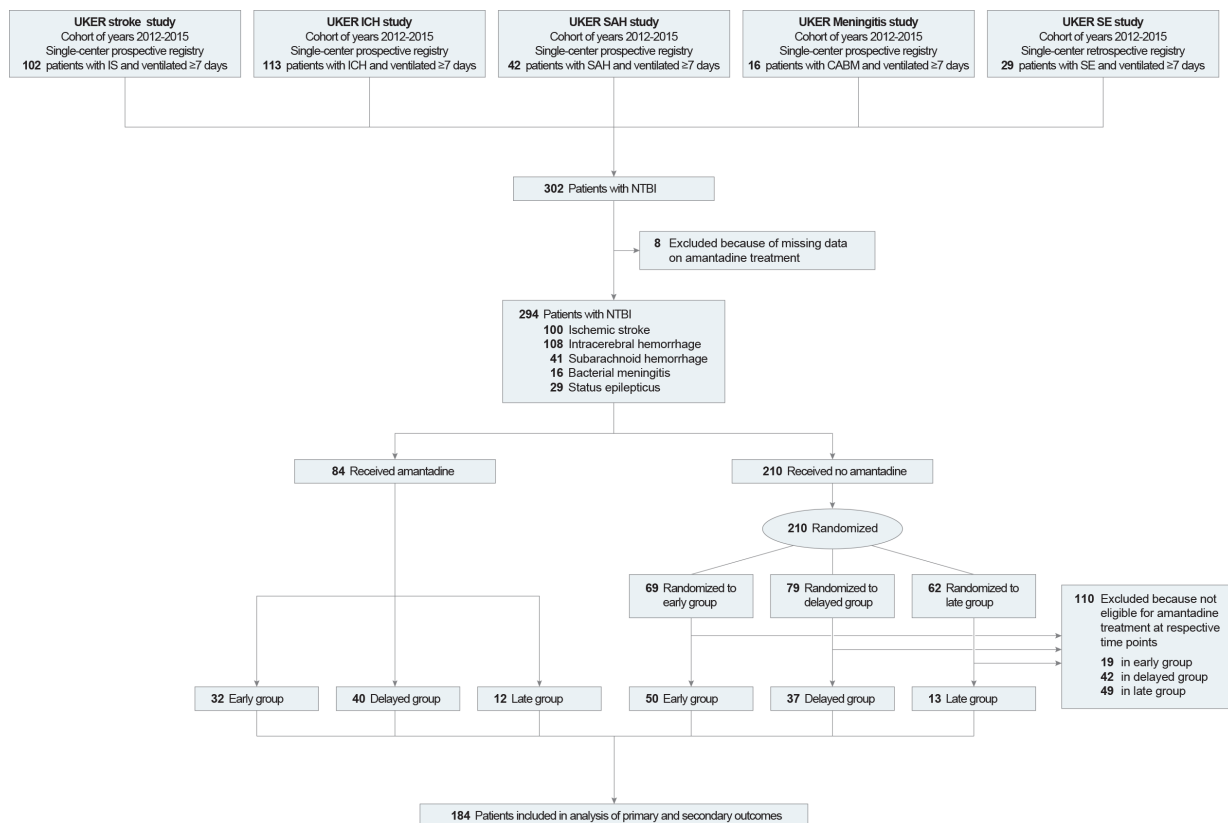 UKER stroke study
Cohort of years 2012-2015
Single-center prospective registry
102 patients with IS and ventilated ≥7 days
UKER ICH study
Cohort of years 2012-2015
Single-center prospective registry
113 patients with ICH and ventilated ≥7 days
UKER SAH study
Cohort of years 2012-2015
Single-center prospective registry
42 patients with SAH and ventilated ≥7 days
UKER Meningitis study
Cohort of years 2012-2015
Single-center prospective registry
16 patients with CABM and ventilated ≥7 days
UKER SE study
Cohort of years 2012-2015
Single-center retrospective registry
29 patients with SE and ventilated ≥7 days
302 Patients with NTBI
8 Excluded because of missing data
on amantadine treatment
294 Patients with NTBI
100 Ischemic stroke
108 Intracerebral hemorrhage
41 Subarachnoid hemorrhage
16 Bacterial meningitis
29 Status epilepticus
84 Received amantadine
210 Received no amantadine
210 Randomized
69 Randomized to
early group
79 Randomized to
delayed group
62 Randomized to
late group
110 Excluded because not
eligible for amantadine
treatment at respective
time points
19 in early group
42 in delayed group
49 in late group
32 Early group
40 Delayed group
12 Late group
50 Early group
37 Delayed group
13 Late group
184 Patients included in analysis of primary and secondary outcomes